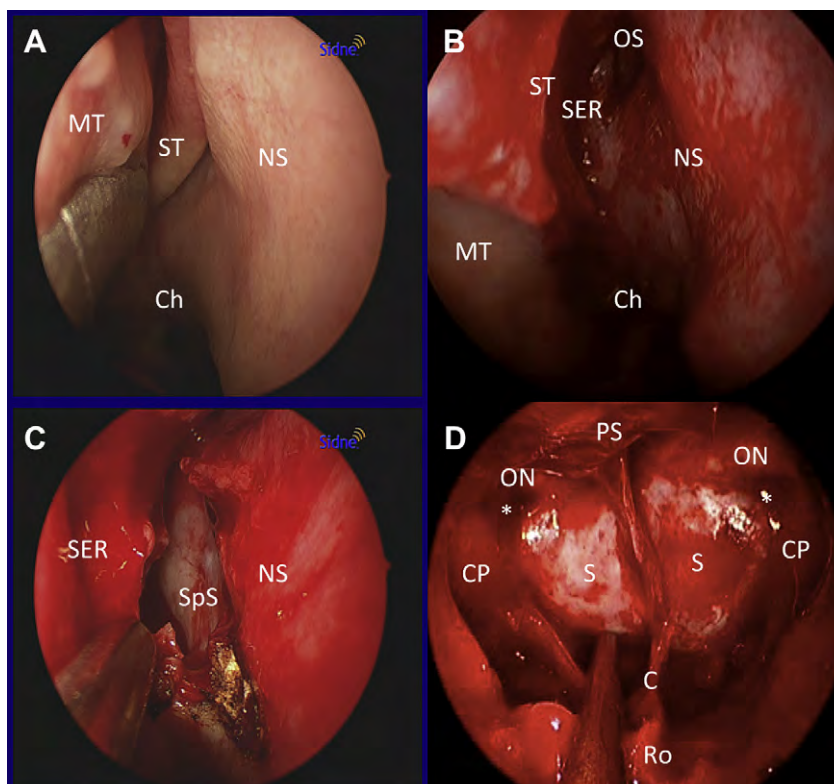 A
Sidne
MT
ST
NS
Ch
B
OS
ST
SER
NS
MT
Ch
C
Sidne
SER
NS
SpS
D
PS
ON
ON
*
*
CP
CP
S
S
C
Ro